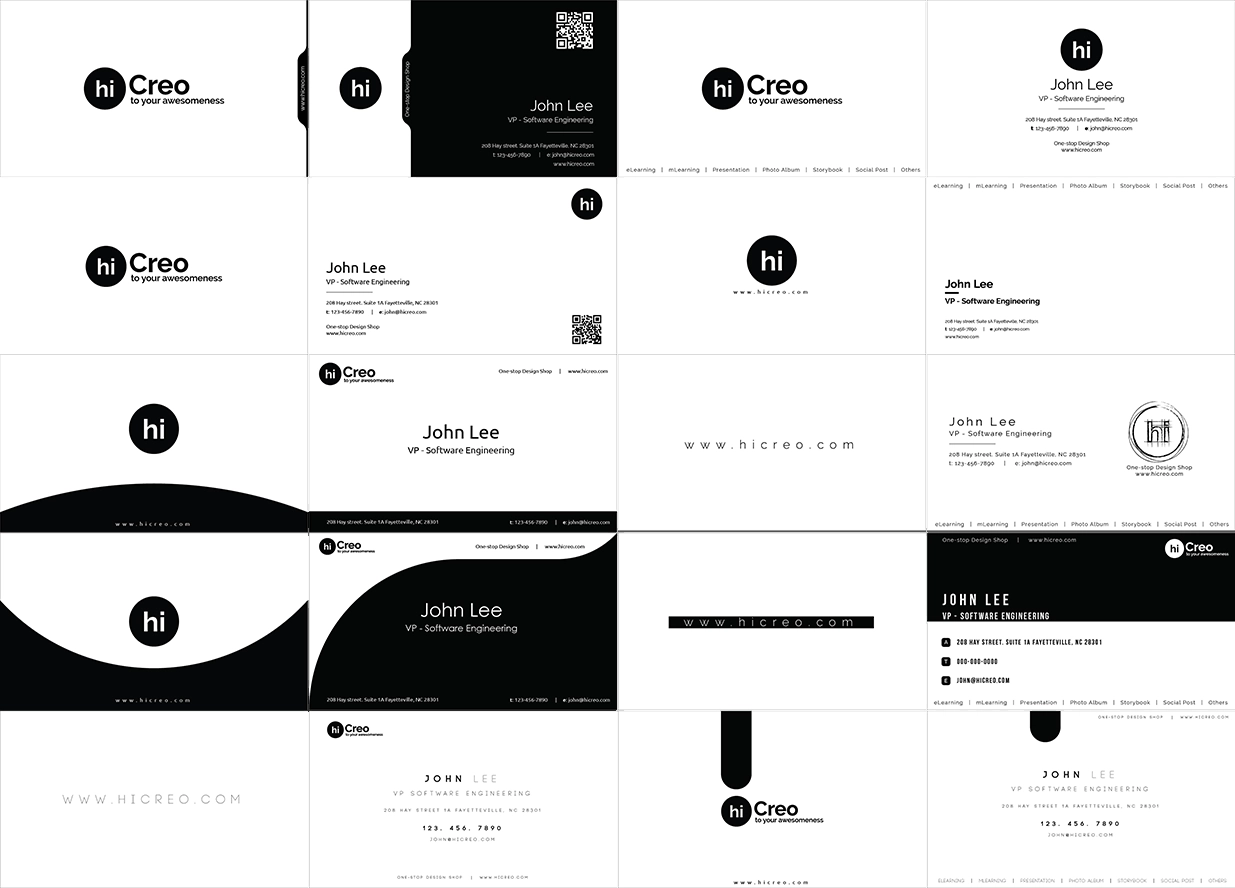 hi Creo
to your awesomeness
www.hicreo.com
hi
One-stop Design Shop
John Lee
VP - Software Engineering
208 Hay street. Suite 1A Fayetteville, NC 28301
t: 123-456-7890 | e: john@hicreo.com
www.hicreo.com
hi Creo
to your awesomeness
eLearning | mLearning | Presentation | Photo Album | Storybook | Social Post | Others
hi
John Lee
VP - Software Engineering
208 Hay street. Suite 1A Fayetteville, NC 28301
t: 123-456-7890 | e: john@hicreo.com
One-stop Design Shop
www.hicreo.com
hi Creo
to your awesomeness
hi
John Lee
VP - Software Engineering
208 Hay street. Suite 1A Fayetteville, NC 28301
t: 123-456-7890 | e: john@hicreo.com
One-stop Design Shop
www.hicreo.com
hi
www.hicreo.com
eLearning | mLearning | Presentation | Photo Album | Storybook | Social Post | Others
John Lee
VP - Software Engineering
208 Hay street. Suite 1A Fayetteville, NC 28301
t: 123-456-7890 | e: john@hicreo.com
www.hicreo.com
hi
www.hicreo.com
hi Creo
to your awesomeness
One-stop Design Shop | www.hicreo.com
John Lee
VP - Software Engineering
208 Hay street. Suite 1A Fayetteville, NC 28301
t: 123-456-7890 | e: john@hicreo.com
www.hicreo.com
John Lee
VP - Software Engineering
208 Hay street. Suite 1A Fayetteville, NC 28301
t: 123-456-7890 | e: john@hicreo.com
hi
One-stop Design Shop
www.hicreo.com
eLearning | mLearning | Presentation | Photo Album | Storybook | Social Post | Others
hi
www.hicreo.com
hi Creo
to your awesomeness
One-stop Design Shop | www.hicreo.com
John Lee
VP - Software Engineering
208 Hay street. Suite 1A Fayetteville, NC 28301
t: 123-456-7890 | e: john@hicreo.com
www.hicreo.com
One-stop Design Shop | www.hicreo.com
hi Creo
to your awesomeness
JOHN LEE
VP - SOFTWARE ENGINEERING
A 208 HAY STREET. SUITE 1A FAYETTEVILLE, NC 28301
T 000-000-0000
E JOHN@HICREO.COM
eLearning | mLearning | Presentation | Photo Album | Storybook | Social Post | Others
WWW.HICREO.COM
hi Creo
to your awesomeness
JOHN LEE
VP SOFTWARE ENGINEERING
208 HAY STREET 1A FAYETTEVILLE, NC 28301
123. 456. 7890
JOHN@HICREO.COM
ONE-STOP DESIGN SHOP | WWW.HICREO.COM
hi Creo
to your awesomeness
www.hicreo.com
ONE-STOP DESIGN SHOP | WWW.HICREO.COM
JOHN LEE
VP SOFTWARE ENGINEERING
208 HAY STREET 1A FAYETTEVILLE, NC 28301
123. 456. 7890
JOHN@HICREO.COM
ELEARNING | MLEARNING | PRESENTATION | PHOTO ALBUM | STORYBOOK | SOCIAL POST | OTHERS